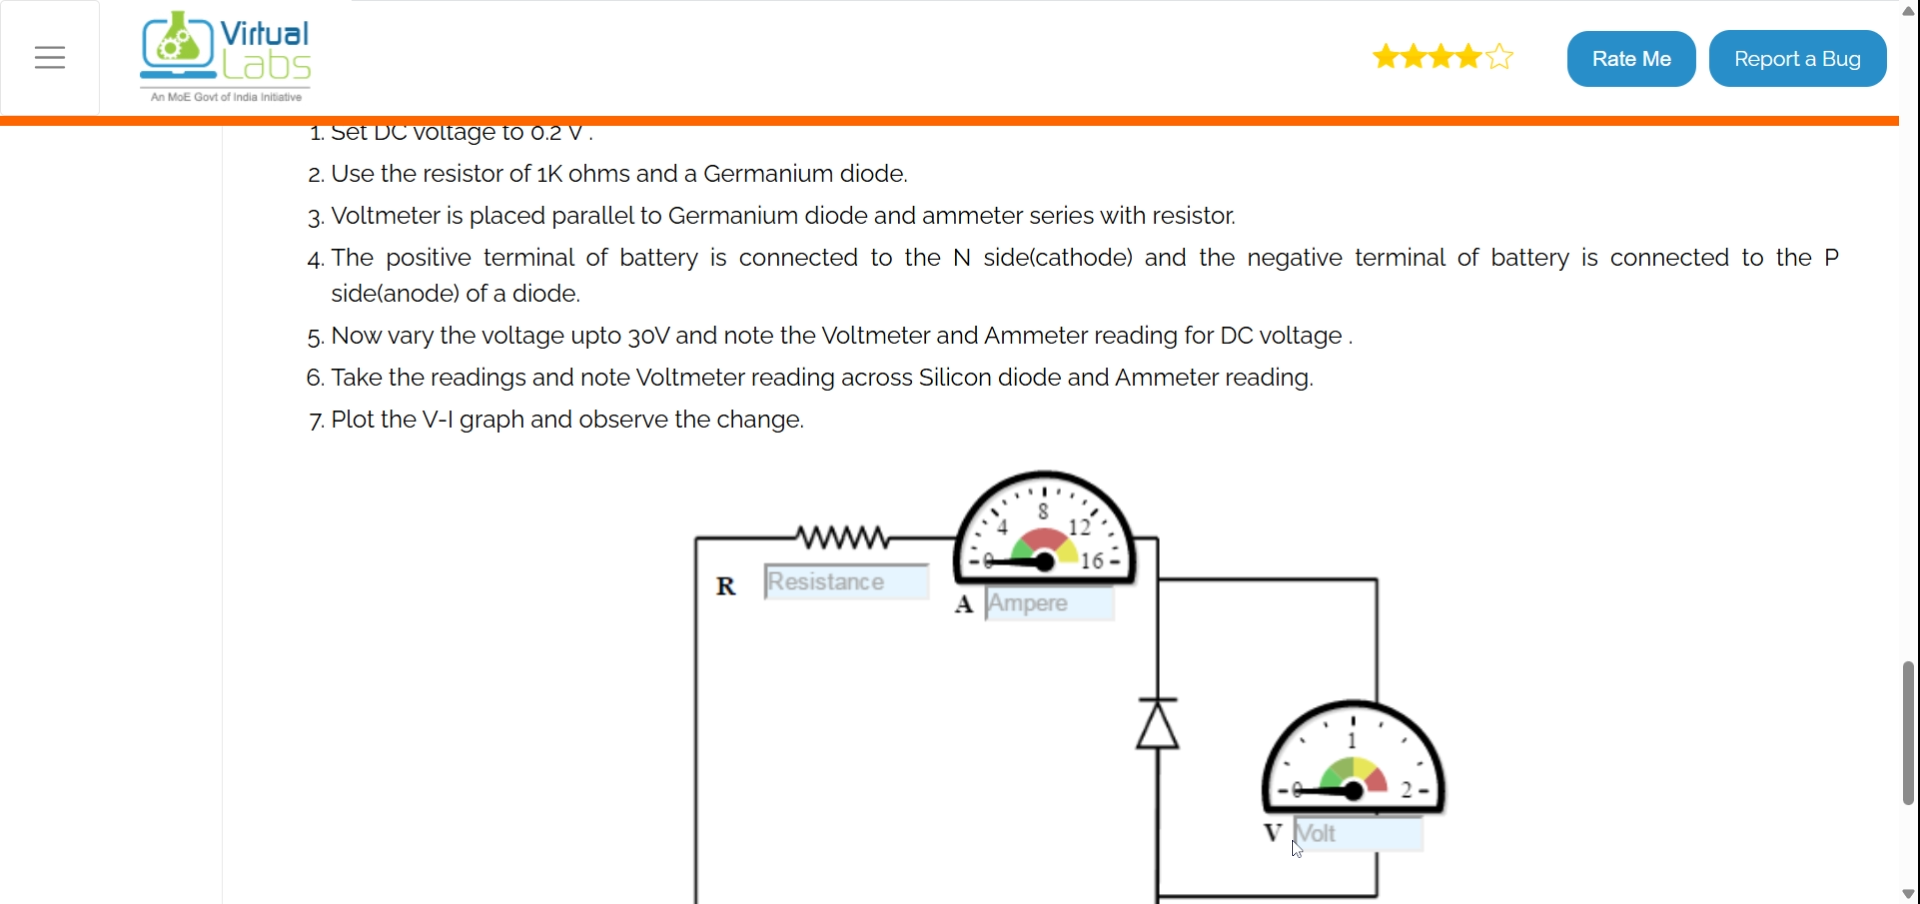 Virtual
Labs
An MoE Govt of India Initiative
Rate Me
Report a Bug
1. Set DC voltage to 0.2 V .
2. Use the resistor of 1K ohms and a Germanium diode.
3. Voltmeter is placed parallel to Germanium diode and ammeter series with resistor.
4. The positive terminal of battery is connected to the N side(cathode) and the negative terminal of battery is connected to the P
side(anode) of a diode.
5. Now vary the voltage upto 30V and note the Voltmeter and Ammeter reading for DC voltage .
6. Take the readings and note Voltmeter reading across Silicon diode and Ammeter reading.
7. Plot the V-I graph and observe the change.
0 4 8 12 16
R Resistance
A Ampere
0 1 2
V Volt